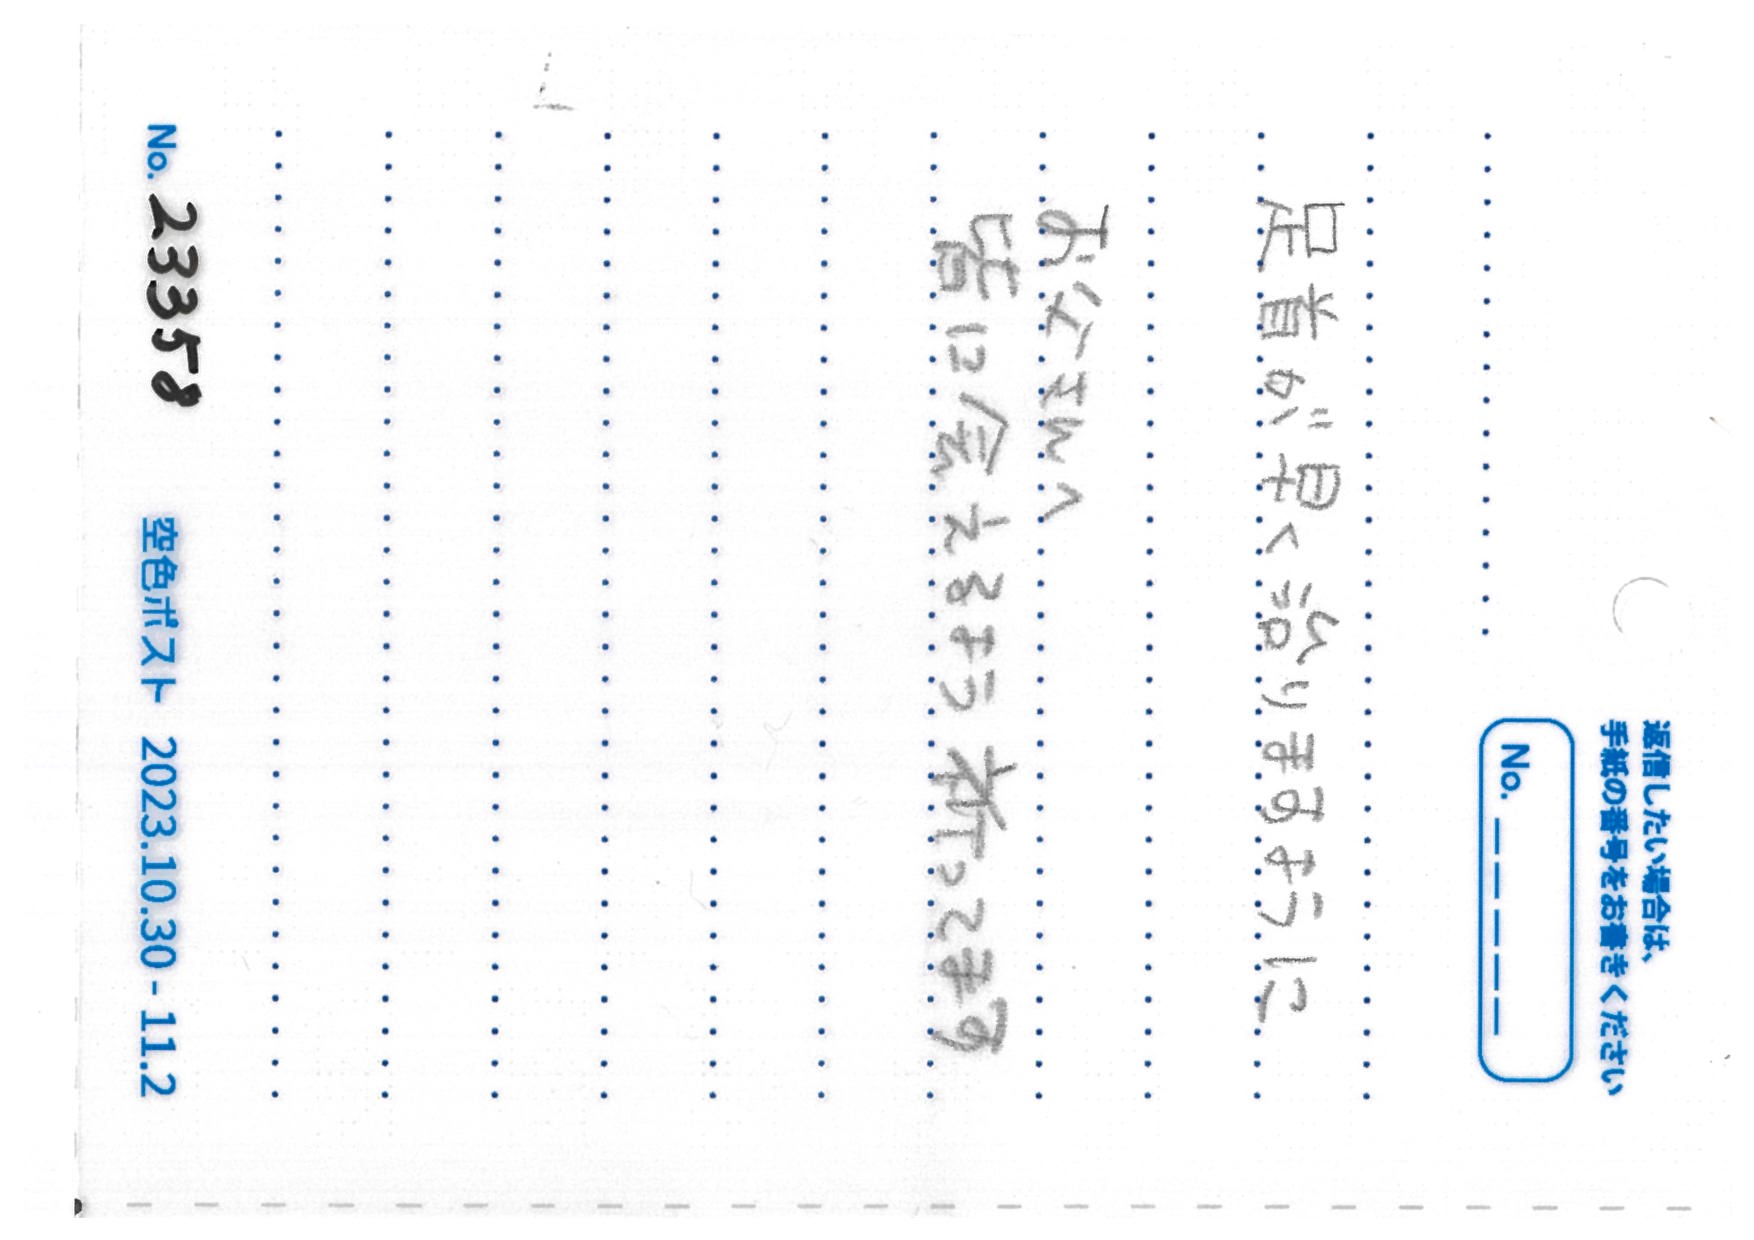 返信したい場合は、
手紙の番号をお書きください
No. _ _ _ _ _
足首が早く治りますように
お父さんへ
皆に会えるよう祈ってます
No. 23358
空色ポスト 2023.10.30 - 11.2